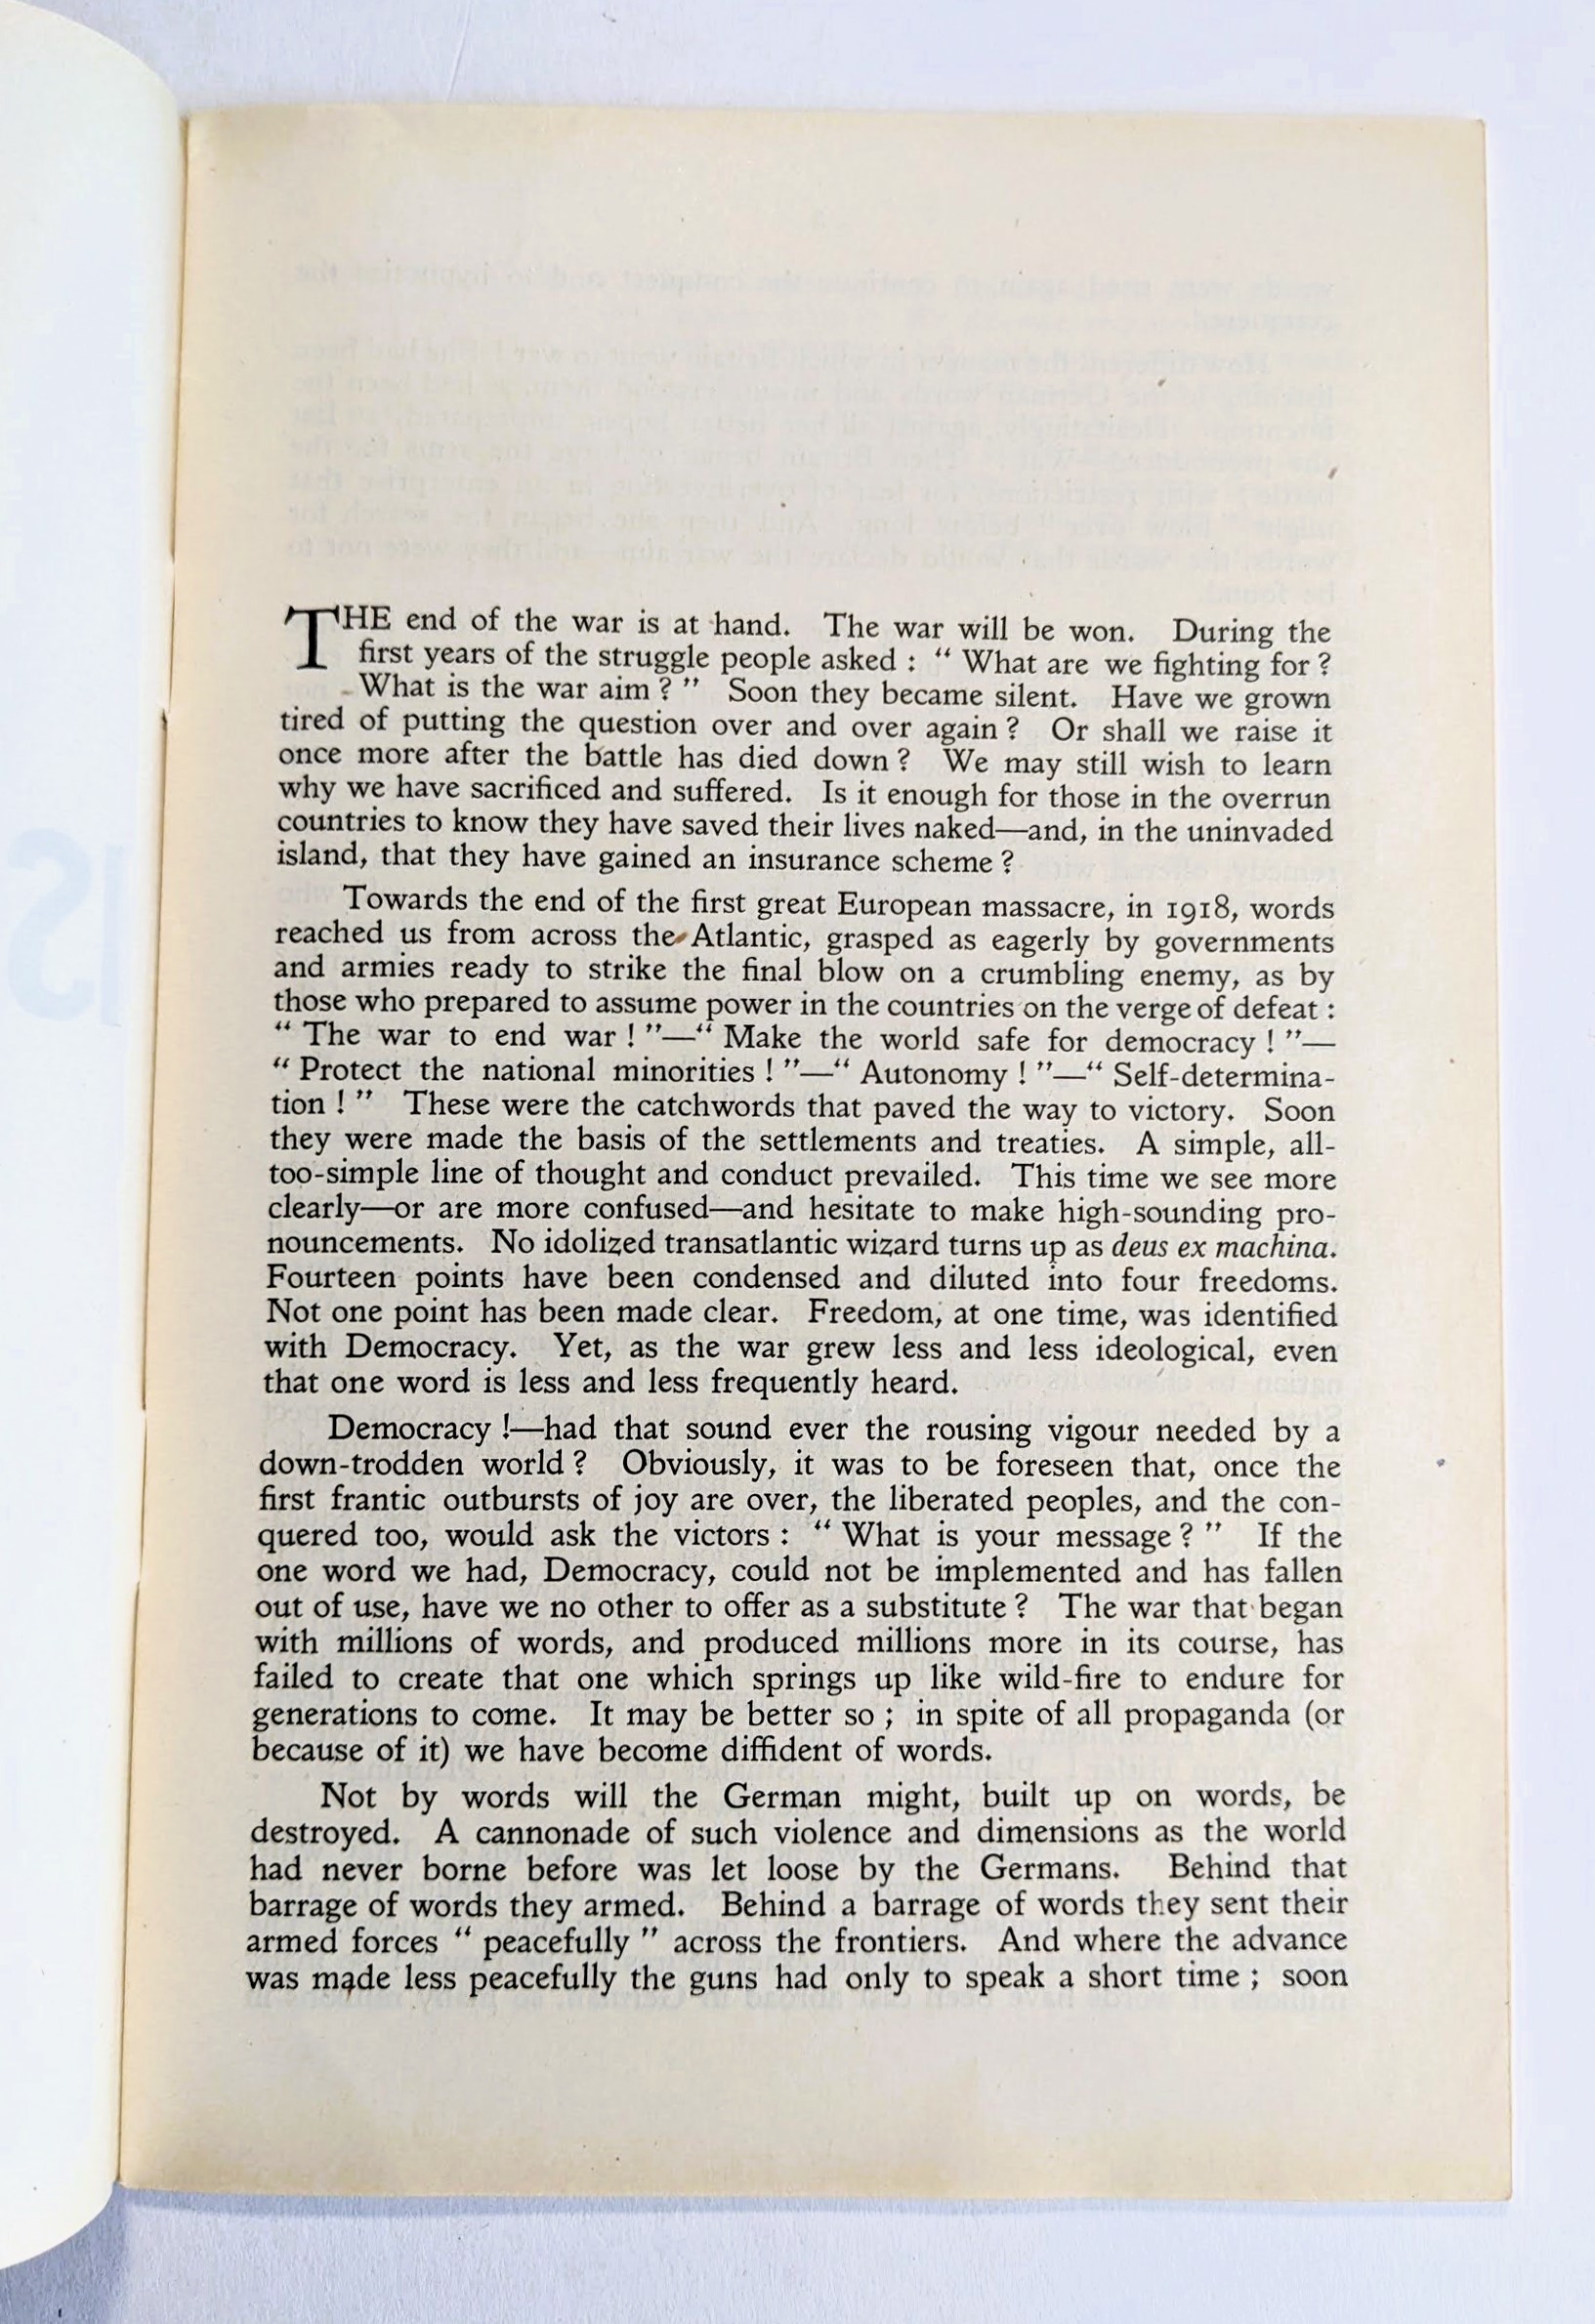 THE end of the war is at hand. The war will be won. During the
first years of the struggle people asked : “ What are we fighting for ?
What is the war aim ? ” Soon they became silent. Have we grown
tired of putting the question over and over again ? Or shall we raise it
once more after the battle has died down ? We may still wish to learn
why we have sacrificed and suffered. Is it enough for those in the overrun
countries to know they have saved their lives naked—and, in the uninvaded
island, that they have gained an insurance scheme ?
Towards the end of the first great European massacre, in 1918, words
reached us from across the Atlantic, grasped as eagerly by governments
and armies ready to strike the final blow on a crumbling enemy, as by
those who prepared to assume power in the countries on the verge of defeat :
“ The war to end war ! ”—“ Make the world safe for democracy ! ”—
“ Protect the national minorities ! ”—“ Autonomy ! ”—“ Self-determina-
tion ! ” These were the catchwords that paved the way to victory. Soon
they were made the basis of the settlements and treaties. A simple, all-
too-simple line of thought and conduct prevailed. This time we see more
clearly—or are more confused—and hesitate to make high-sounding pro-
nouncements. No idolized transatlantic wizard turns up as deus ex machina.
Fourteen points have been condensed and diluted into four freedoms.
Not one point has been made clear. Freedom, at one time, was identified
with Democracy. Yet, as the war grew less and less ideological, even
that one word is less and less frequently heard.
Democracy !—had that sound ever the rousing vigour needed by a
down-trodden world ? Obviously, it was to be foreseen that, once the
first frantic outbursts of joy are over, the liberated peoples, and the con-
quered too, would ask the victors : “ What is your message ? ” If the
one word we had, Democracy, could not be implemented and has fallen
out of use, have we no other to offer as a substitute ? The war that began
with millions of words, and produced millions more in its course, has
failed to create that one which springs up like wild-fire to endure for
generations to come. It may be better so ; in spite of all propaganda (or
because of it) we have become diffident of words.
Not by words will the German might, built up on words, be
destroyed. A cannonade of such violence and dimensions as the world
had never borne before was let loose by the Germans. Behind that
barrage of words they armed. Behind a barrage of words they sent their
armed forces “ peacefully ” across the frontiers. And where the advance
was made less peacefully the guns had only to speak a short time ; soon